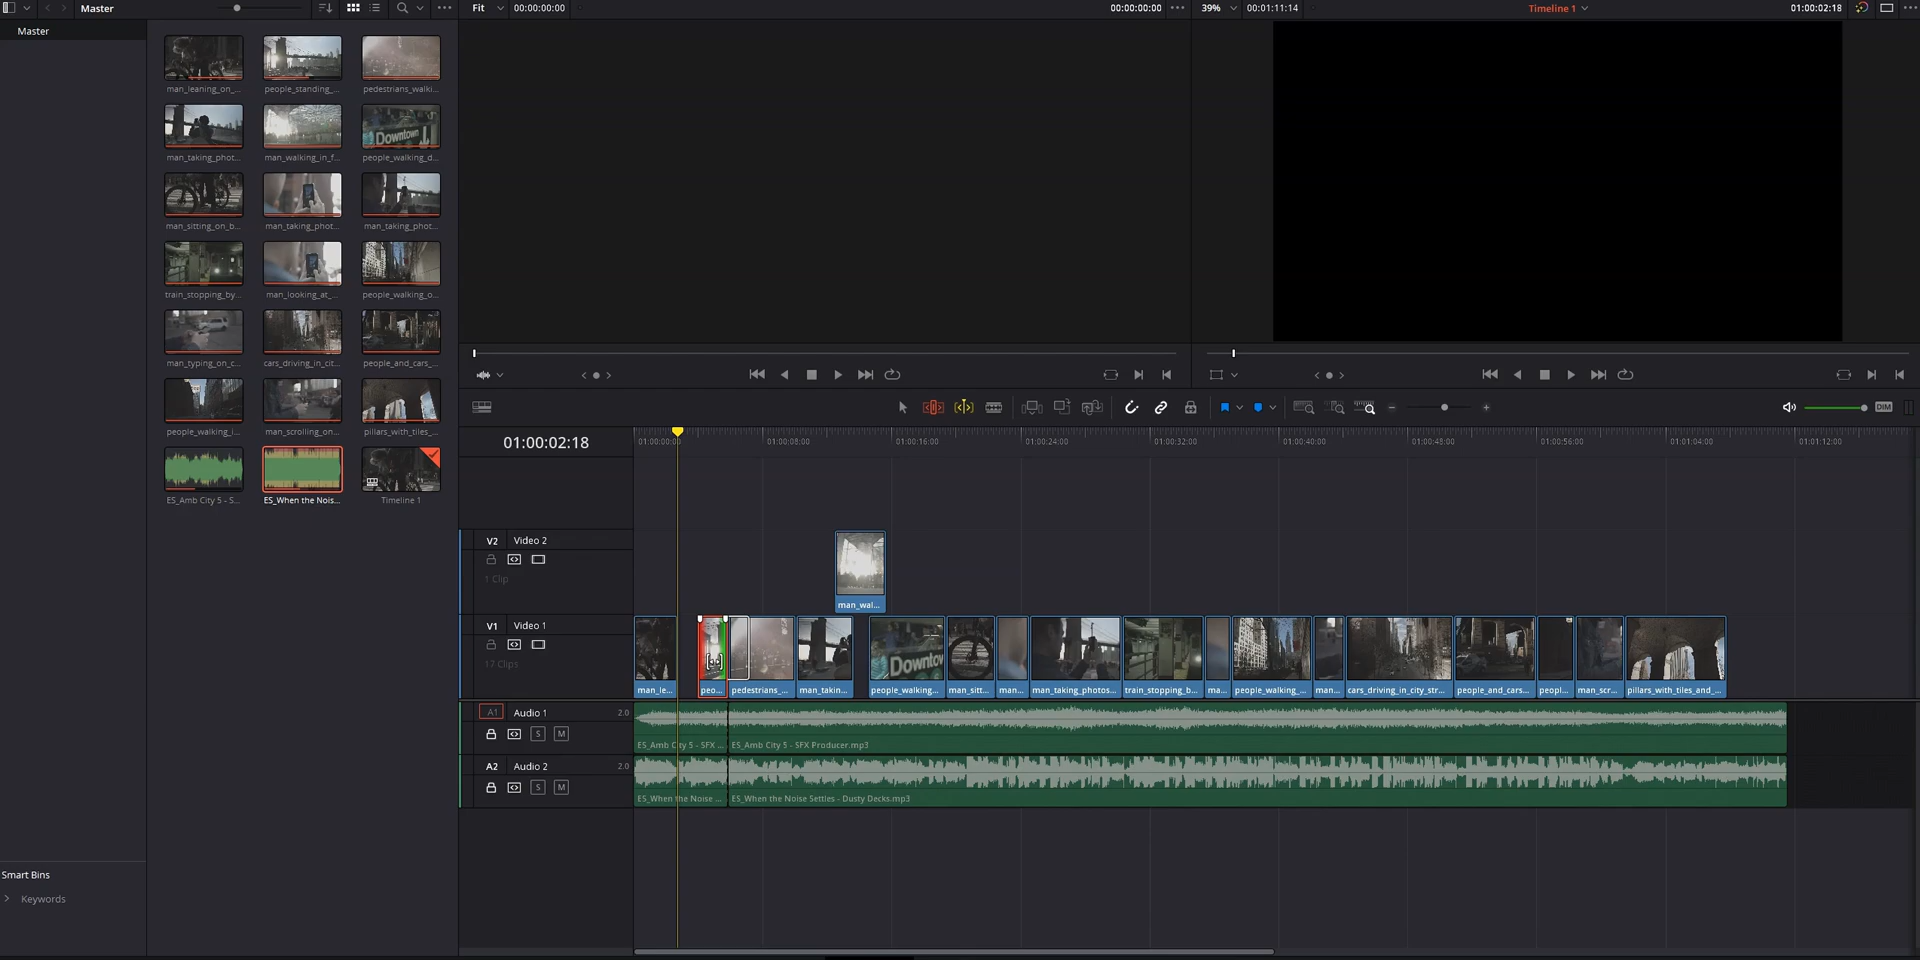 Master
Fit
00:00:00:00
00:00:00:00
39%
00:01:11:14
Timeline 1
01:00:02:18
Master
man_leaning_on_...
people_standing_...
pedestrians_walki...
man_taking_phot...
man_walking_in_f...
Downtown
people_walking_d...
man_sitting_on_b...
man_taking_phot...
man_taking_phot...
train_stopping_by...
man_looking_at_...
people_walking_o...
man_typing_on_c...
cars_driving_in_cit...
people_and_cars_...
people_walking_i...
man_scrolling_on...
pillars_with_tiles_...
ES_Amb City 5 - S...
ES_When the Nois...
Timeline 1
DIM
01:00:02:18
01:00:00:00
01:00:08:00
01:00:16:00
01:00:24:00
01:00:32:00
01:00:40:00
01:00:48:00
01:00:56:00
01:01:04:00
01:01:12:00
V2 Video 2
1 Clip
man_wal...
V1 Video 1
17 Clips
Downtow
man_le...
peo...
pedestrians_...
man_takin...
people_walking...
man_sitt...
man...
man_taking_photos...
train_stopping_b...
ma...
people_walking_...
man...
cars_driving_in_city_str...
people_and_cars...
peopl...
man_scr...
pillars_with_tiles_and_...
A1 Audio 1 2.0
S M
ES_Amb City 5 - SFX ...
ES_Amb City 5 - SFX Producer.mp3
A2 Audio 2 2.0
S M
ES_When the Noise ...
ES_When the Noise Settles - Dusty Decks.mp3
Smart Bins
Keywords